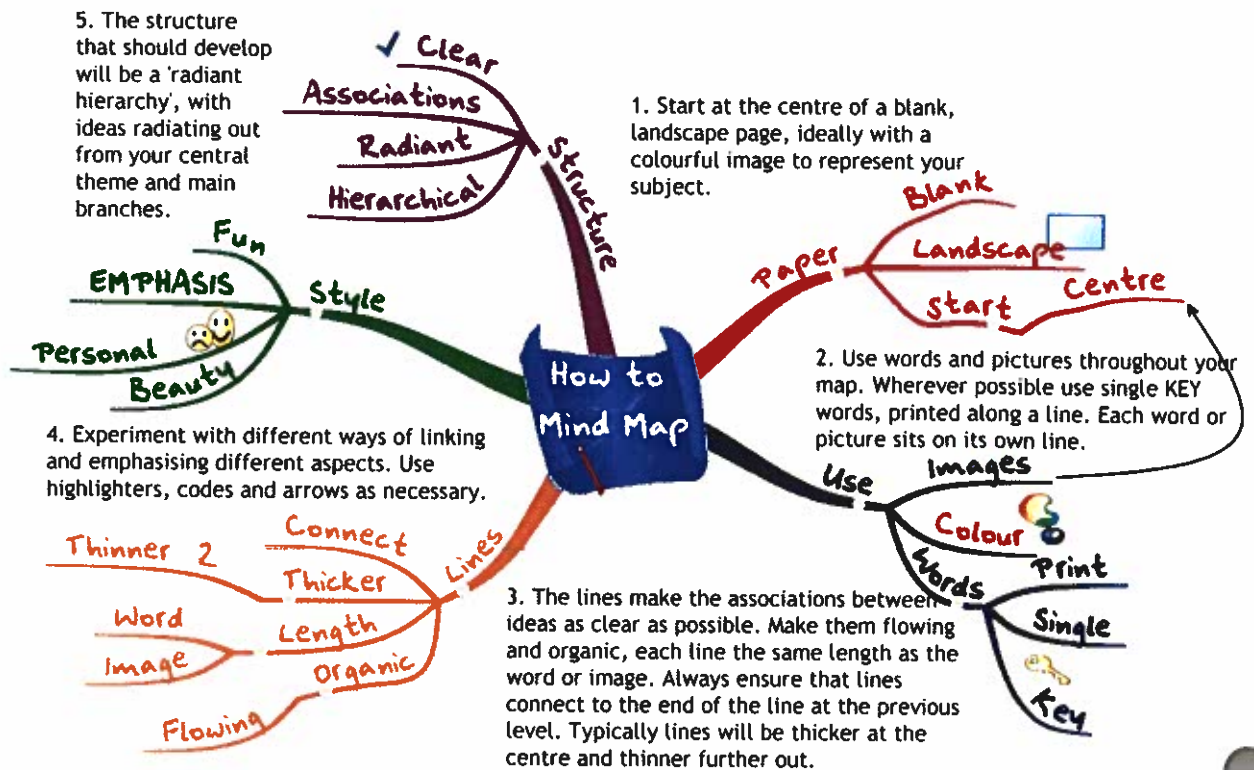 How to
Mind Map
1. Start at the centre of a blank,
landscape page, ideally with a
colourful image to represent your
subject.
Paper
Blank
Landscape
Start
Centre
2. Use words and pictures throughout your
map. Wherever possible use single KEY
words, printed along a line. Each word or
picture sits on its own line.
Use
Images
Colour
Words
Print
Single
Key
3. The lines make the associations between
ideas as clear as possible. Make them flowing
and organic, each line the same length as the
word or image. Always ensure that lines
connect to the end of the line at the previous
level. Typically lines will be thicker at the
centre and thinner further out.
Lines
Connect
Thicker
Thinner 2
Length
Word
Image
Organic
Flowing
4. Experiment with different ways of linking
and emphasising different aspects. Use
highlighters, codes and arrows as necessary.
Style
Fun
EMPHASIS
Personal
Beauty
5. The structure
that should develop
will be a 'radiant
hierarchy', with
ideas radiating out
from your central
theme and main
branches.
Structure
Clear
Associations
Radiant
Hierarchical